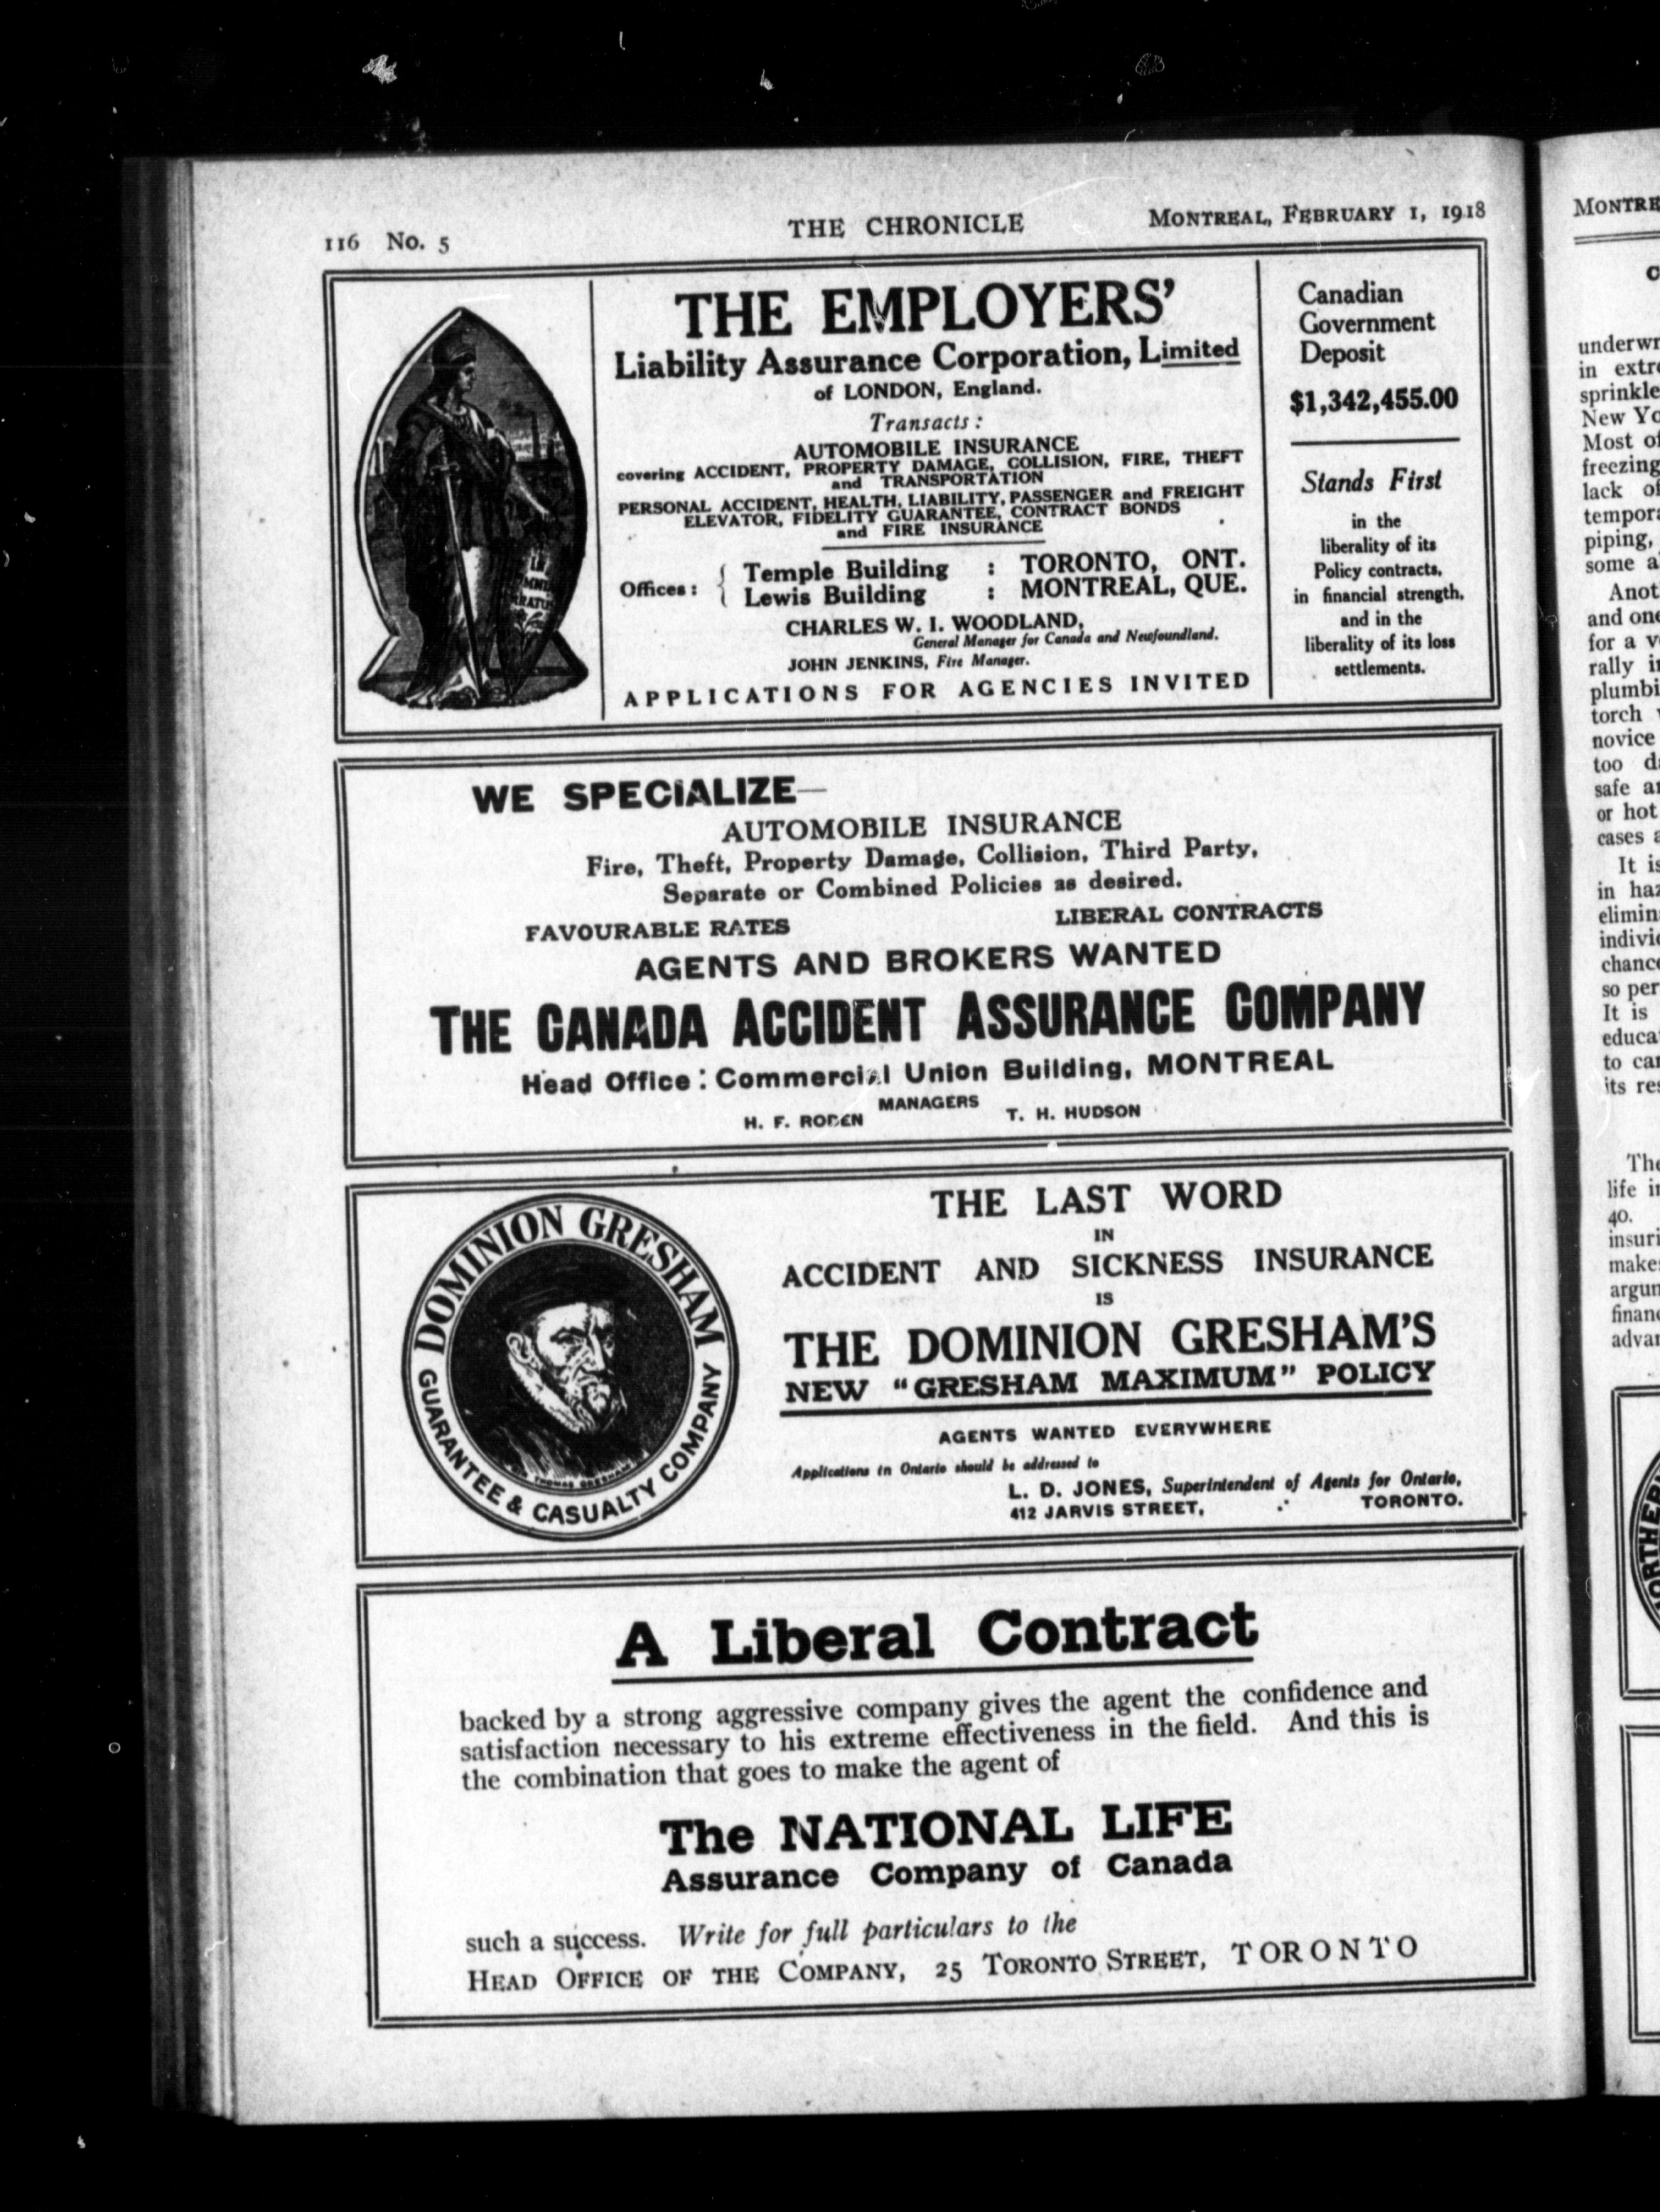 116 No. 5
THE CHRONICLE
MONTREAL, FEBRUARY 1, 1918
THE EMPLOYERS'
Liability Assurance Corporation, Limited
of LONDON, England.
Transacts:
AUTOMOBILE INSURANCE
covering ACCIDENT, PROPERTY DAMAGE, COLLISION, FIRE, THEFT
and TRANSPORTATION
PERSONAL ACCIDENT, HEALTH, LIABILITY, PASSENGER and FREIGHT
ELEVATOR, FIDELITY GUARANTEE, CONTRACT BONDS
and FIRE INSURANCE
Offices: { Temple Building : TORONTO, ONT.
Lewis Building : MONTREAL, QUE.
CHARLES W. I. WOODLAND,
General Manager for Canada and Newfoundland.
JOHN JENKINS, Fire Manager.
APPLICATIONS FOR AGENCIES INVITED
Canadian
Government
Deposit
$1,342,455.00
Stands First
in the
liberality of its
Policy contracts,
in financial strength,
and in the
liberality of its loss
settlements.
WE SPECIALIZE—
AUTOMOBILE INSURANCE
Fire, Theft, Property Damage, Collision, Third Party,
Separate or Combined Policies as desired.
FAVOURABLE RATES LIBERAL CONTRACTS
AGENTS AND BROKERS WANTED
THE CANADA ACCIDENT ASSURANCE COMPANY
Head Office: Commercial Union Building, MONTREAL
MANAGERS
H. F. RODEN T. H. HUDSON
DOMINION GRESHAM
GUARANTEE & CASUALTY COMPANY
THOMAS GRESHAM
THE LAST WORD
IN
ACCIDENT AND SICKNESS INSURANCE
IS
THE DOMINION GRESHAM'S
NEW "GRESHAM MAXIMUM" POLICY
AGENTS WANTED EVERYWHERE
Applications in Ontario should be addressed to
L. D. JONES, Superintendent of Agents for Ontario,
412 JARVIS STREET, TORONTO.
A Liberal Contract
backed by a strong aggressive company gives the agent the confidence and
satisfaction necessary to his extreme effectiveness in the field. And this is
the combination that goes to make the agent of
The NATIONAL LIFE
Assurance Company of Canada
such a success. Write for full particulars to the
HEAD OFFICE OF THE COMPANY, 25 TORONTO STREET, TORONTO